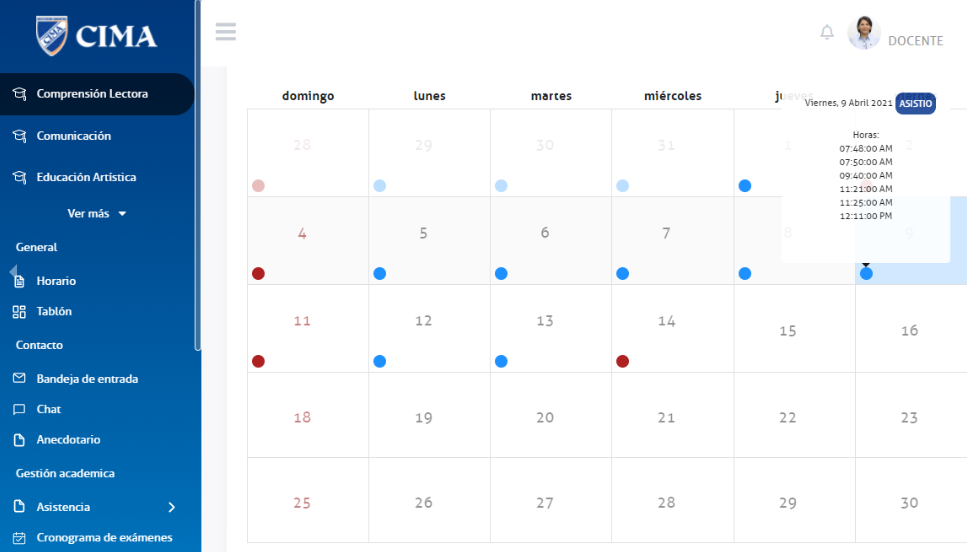 CIMA
DOCENTE
Comprensión Lectora
Comunicación
Educación Artística
Ver más
General
Horario
Tablón
Contacto
Bandeja de entrada
Chat
Anecdotario
Gestión academica
Asistencia
Cronograma de exámenes
domingo lunes martes miércoles jueves
Viernes, 9 Abril 2021 ASISTIO
Horas:
07:48:00 AM
07:50:00 AM
09:40:00 AM
11:21:00 AM
11:25:00 AM
12:11:00 PM
28 29 30 31 1 2
4 5 6 7 8 9
11 12 13 14 15 16
18 19 20 21 22 23
25 26 27 28 29 30